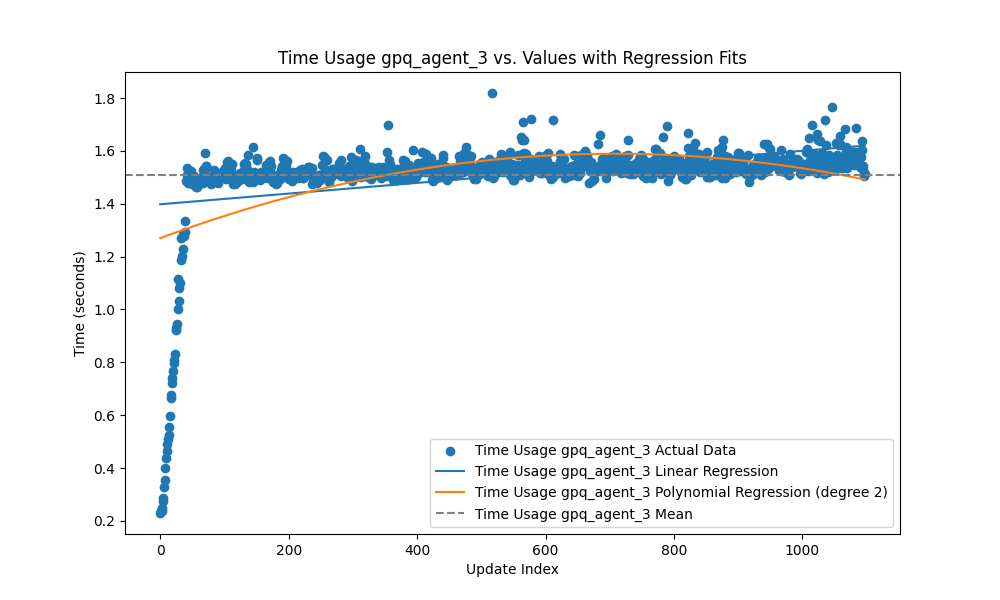 Time Usage gpq_agent_3 vs. Values with Regression Fits
Time (seconds)
1.8
1.6
1.4
1.2
1.0
0.8
0.6
0.4
0.2
Time Usage gpq_agent_3 Actual Data
Time Usage gpq_agent_3 Linear Regression
Time Usage gpq_agent_3 Polynomial Regression (degree 2)
Time Usage gpq_agent_3 Mean
0 200 400 600 800 1000
Update Index